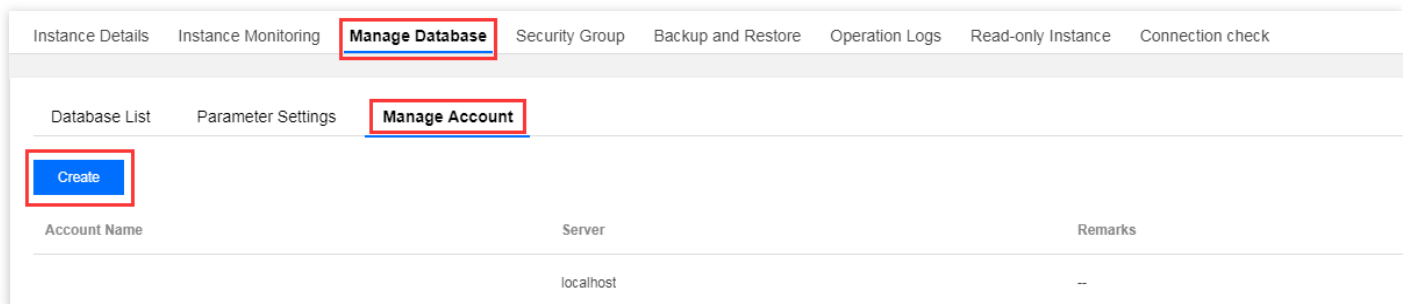 Instance Details Instance Monitoring Manage Database Security Group Backup and Restore Operation Logs Read-only Instance Connection check
Database List Parameter Settings Manage Account
Create
Account Name Server Remarks
localhost --